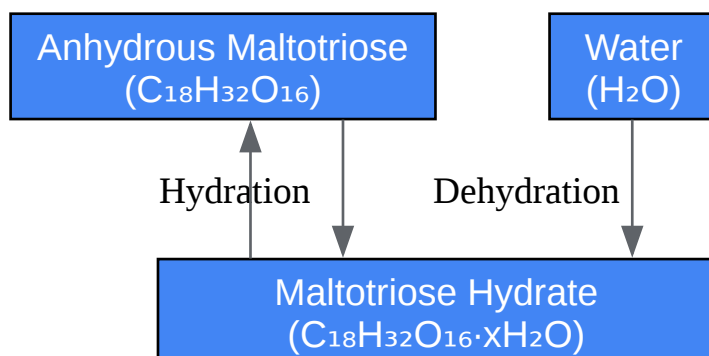 Anhydrous Maltotriose
(C₁₈H₃₂O₁₆)
Water
(H₂O)
Hydration
Dehydration
Maltotriose Hydrate
(C₁₈H₃₂O₁₆·xH₂O)